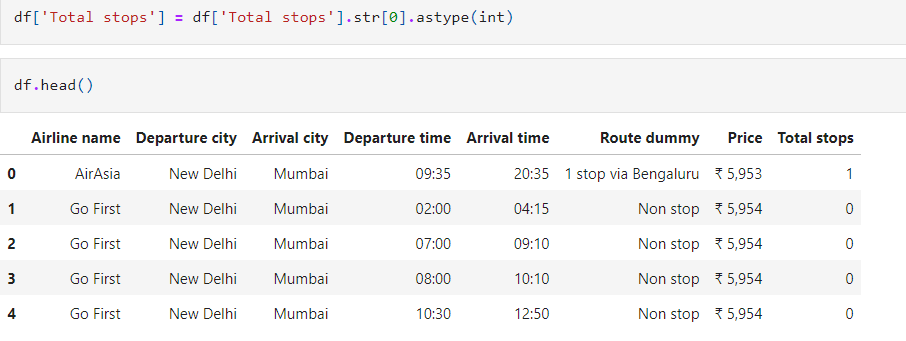 df['Total stops'] = df['Total stops'].str[0].astype(int)
df.head()
Airline name Departure city Arrival city Departure time Arrival time Route dummy Price Total stops
0 AirAsia New Delhi Mumbai 09:35 20:35 1 stop via Bengaluru ₹ 5,953 1
1 Go First New Delhi Mumbai 02:00 04:15 Non stop ₹ 5,954 0
2 Go First New Delhi Mumbai 07:00 09:10 Non stop ₹ 5,954 0
3 Go First New Delhi Mumbai 08:00 10:10 Non stop ₹ 5,954 0
4 Go First New Delhi Mumbai 10:30 12:50 Non stop ₹ 5,954 0